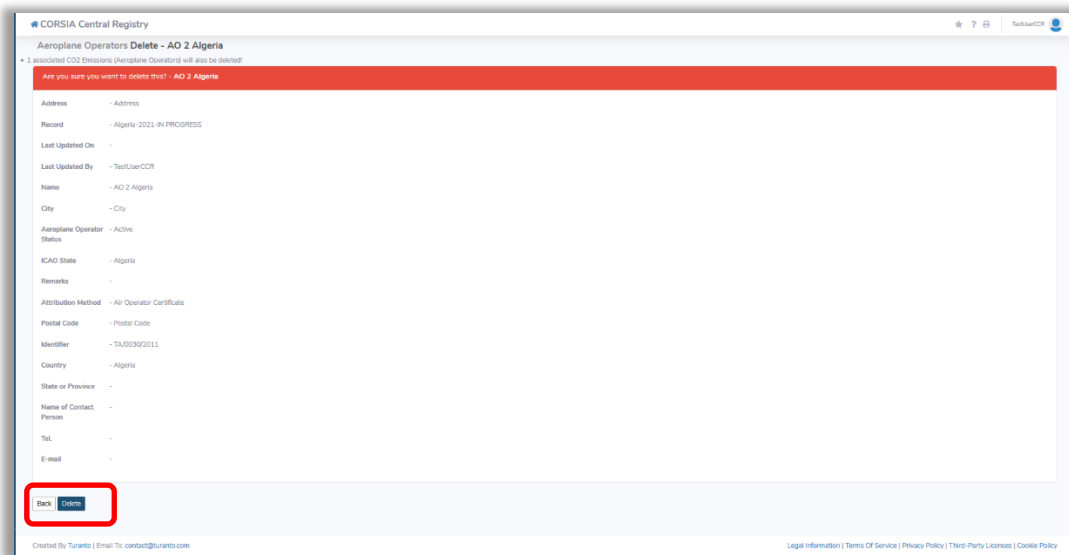 CORSIA Central Registry
? TestUserCCR
Aeroplane Operators Delete - AO 2 Algeria
1 associated CO2 Emissions (Aeroplane Operators) will also be deleted!
Are you sure you want to delete this? - AO 2 Algeria
Address - Address
Record - Algeria-2021-IN PROGRESS
Last Updated On -
Last Updated By - TestUserCCR
Name - AO 2 Algeria
City - City
Aeroplane Operator Status - Active
ICAO State - Algeria
Remarks -
Attribution Method - Air Operator Certificate
Postal Code - Postal Code
Identifier - TA/0030/2011
Country - Algeria
State or Province -
Name of Contact Person -
Tel. -
E-mail -
Back Delete
Created By Turanto | Email To: contact@turanto.com Legal Information | Terms Of Service | Privacy Policy | Third-Party Licenses | Cookie Policy